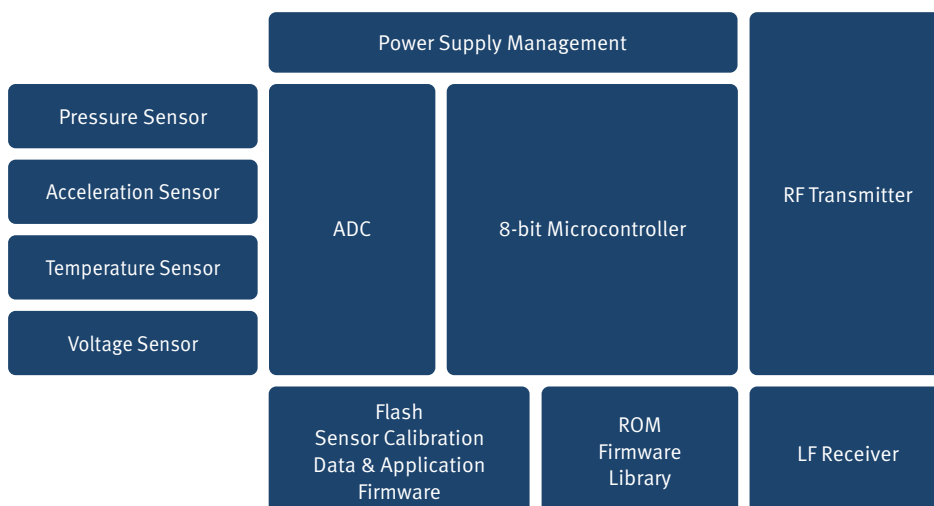 Power Supply Management
Pressure Sensor
Acceleration Sensor
Temperature Sensor
Voltage Sensor
ADC
8-bit Microcontroller
RF Transmitter
Flash
Sensor Calibration
Data & Application
Firmware
ROM
Firmware
Library
LF Receiver